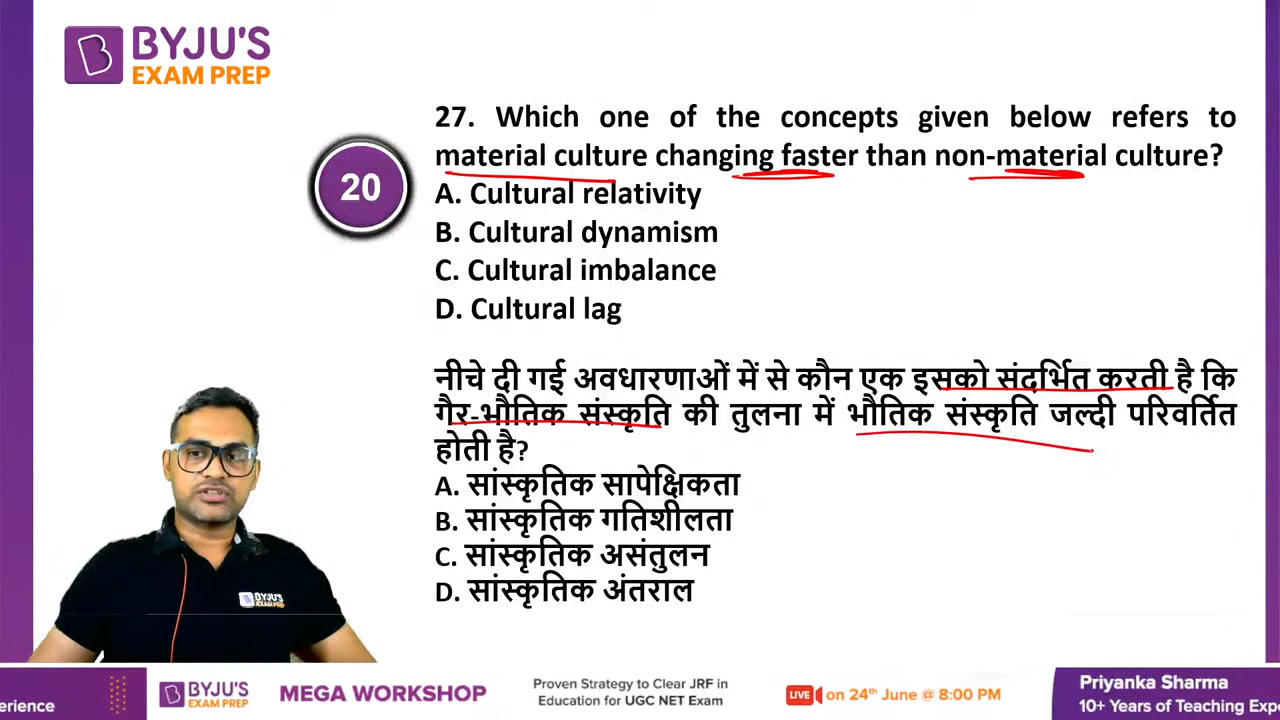 BYJU'S
EXAM PREP
27. Which one of the concepts given below refers to
material culture changing faster than non-material culture?
20
A. Cultural relativity
B. Cultural dynamism
C. Cultural imbalance
D. Cultural lag
नीचे दी गई अवधारणाओं में से कौन एक इसको संदर्भित करती है कि
गैर-भौतिक संस्कृति की तुलना में भौतिक संस्कृति जल्दी परिवर्तित
होती है?
A. सांस्कृतिक सापेक्षिकता
B. सांस्कृतिक गतिशीलता
C. सांस्कृतिक असंतुलन
D. सांस्कृतिक अंतराल
BYJU'S
EXAM PREP
erience
BYJU'S
EXAM PREP
MEGA WORKSHOP
Proven Strategy to Clear JRF in
Education for UGC NET Exam
LIVE on 24th June @ 8:00 PM
Priyanka Sharma
10+ Years of Teaching Expe